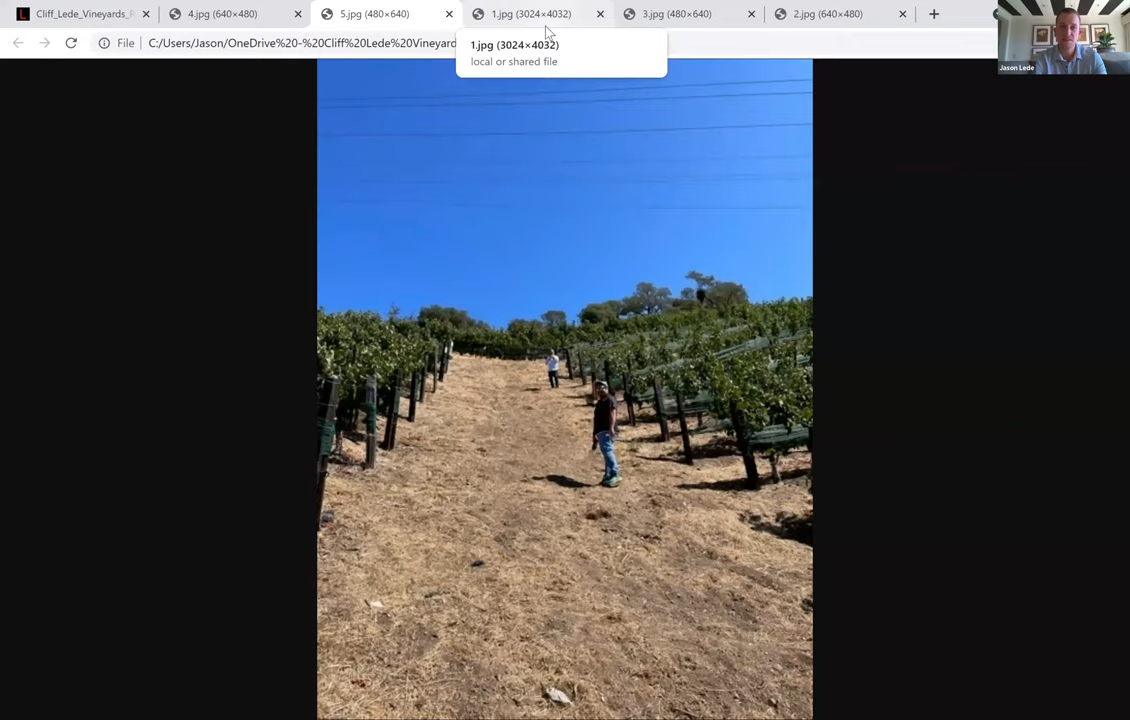 Cliff_Lede_Vineyards_R
4.jpg (640×480)
5.jpg (480×640)
1.jpg (3024×4032)
3.jpg (480×640)
2.jpg (640×480)
File
C:/Users/Jason/OneDrive%20-%20Cliff%20Lede%20Vineyard
1.jpg (3024×4032)
local or shared file
Jason Lede